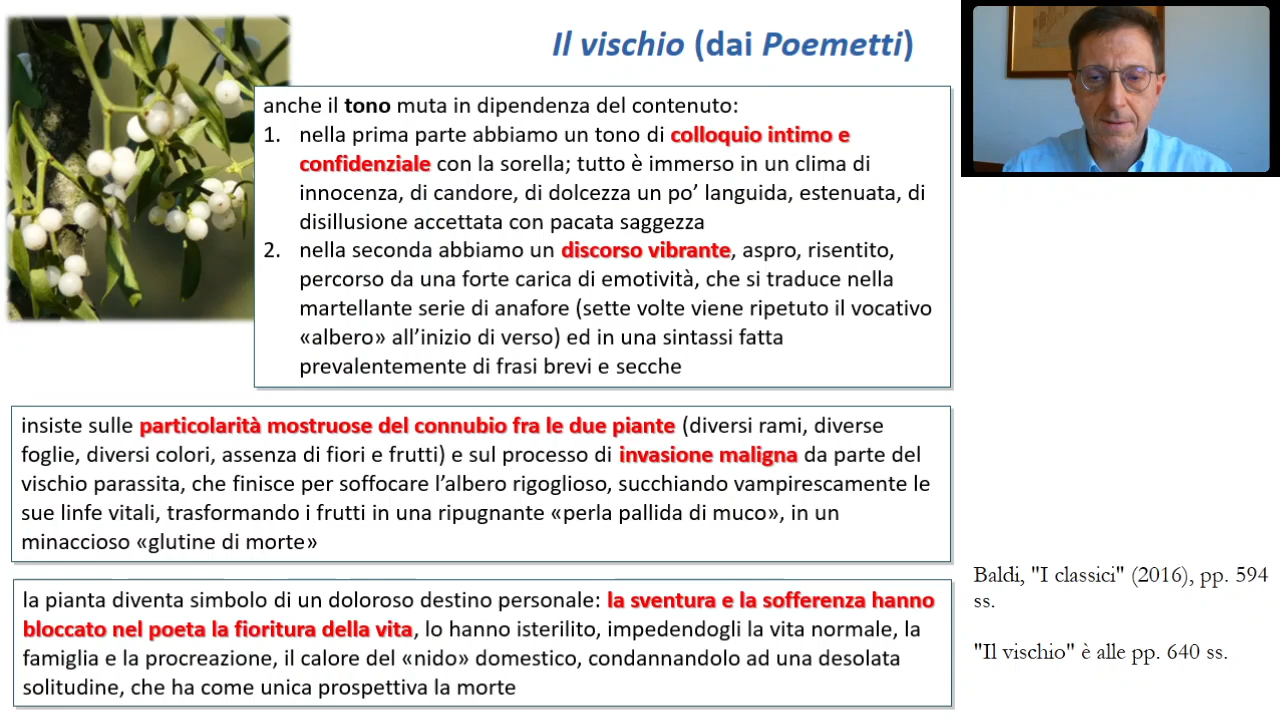 Il vischio (dai Poemetti)
anche il tono muta in dipendenza del contenuto:
1. nella prima parte abbiamo un tono di colloquio intimo e
confidenziale con la sorella; tutto è immerso in un clima di
innocenza, di candore, di dolcezza un po’ languida, estenuata, di
disillusione accettata con pacata saggezza
2. nella seconda abbiamo un discorso vibrante, aspro, risentito,
percorso da una forte carica di emotività, che si traduce nella
martellante serie di anafore (sette volte viene ripetuto il vocativo
«albero» all’inizio di verso) ed in una sintassi fatta
prevalentemente di frasi brevi e secche
insiste sulle particolarità mostruose del connubio fra le due piante (diversi rami, diverse
foglie, diversi colori, assenza di fiori e frutti) e sul processo di invasione maligna da parte del
vischio parassita, che finisce per soffocare l’albero rigoglioso, succhiando vampirescamente le
sue linfe vitali, trasformando i frutti in una ripugnante «perla pallida di muco», in un
minaccioso «glutine di morte»
la pianta diventa simbolo di un doloroso destino personale: la sventura e la sofferenza hanno
bloccato nel poeta la fioritura della vita, lo hanno isterilito, impedendogli la vita normale, la
famiglia e la procreazione, il calore del «nido» domestico, condannandolo ad una desolata
solitudine, che ha come unica prospettiva la morte
Baldi, "I classici" (2016), pp. 594
ss.
"Il vischio" è alle pp. 640 ss.